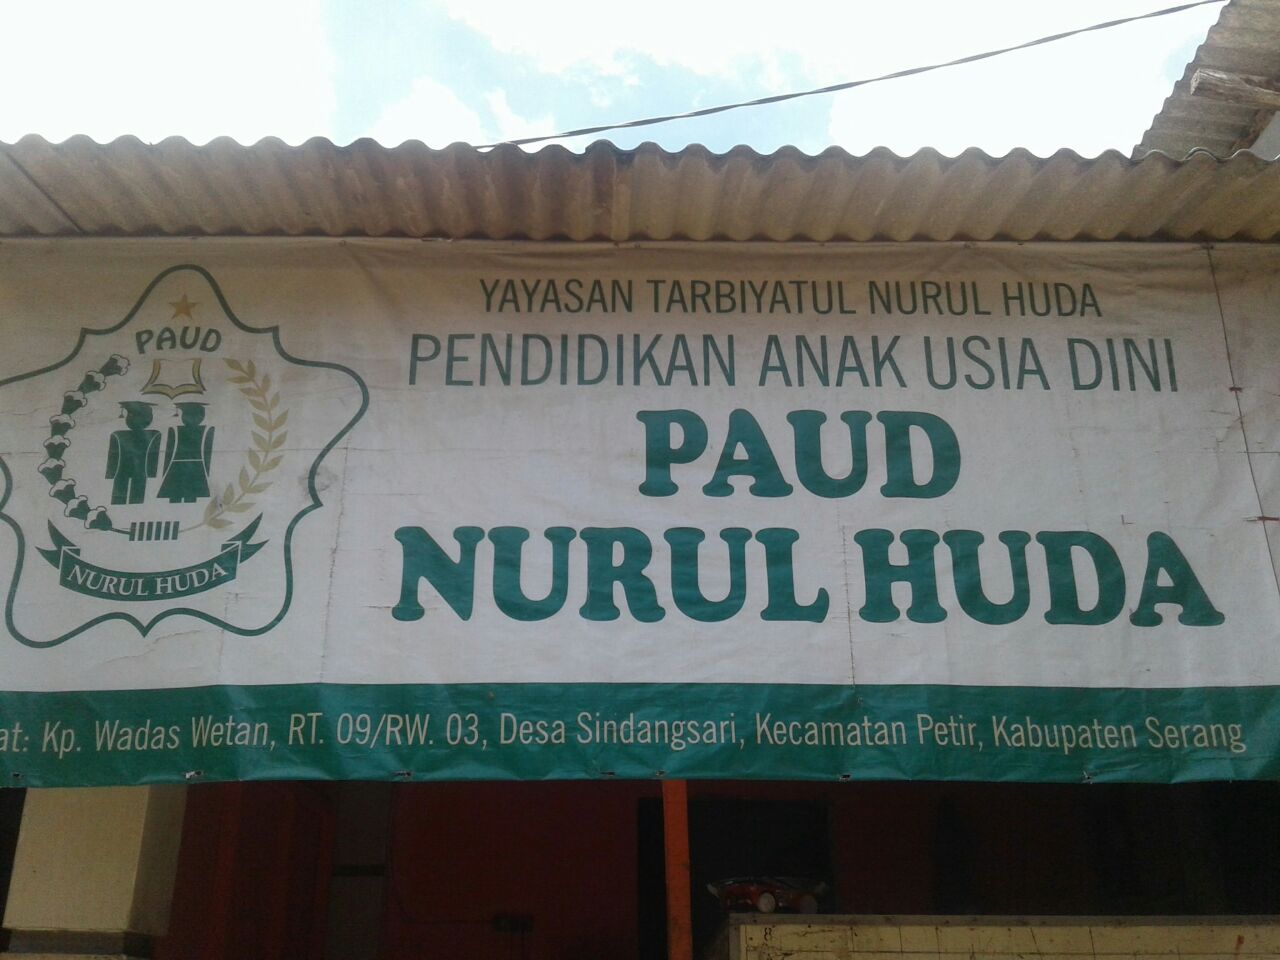 PAUD
NURUL HUDA
YAYASAN TARBIYATUL NURUL HUDA
PENDIDIKAN ANAK USIA DINI
PAUD
NURUL HUDA
at: Kp. Wadas Wetan, RT. 09/RW. 03, Desa Sindangsari, Kecamatan Petir, Kabupaten Serang